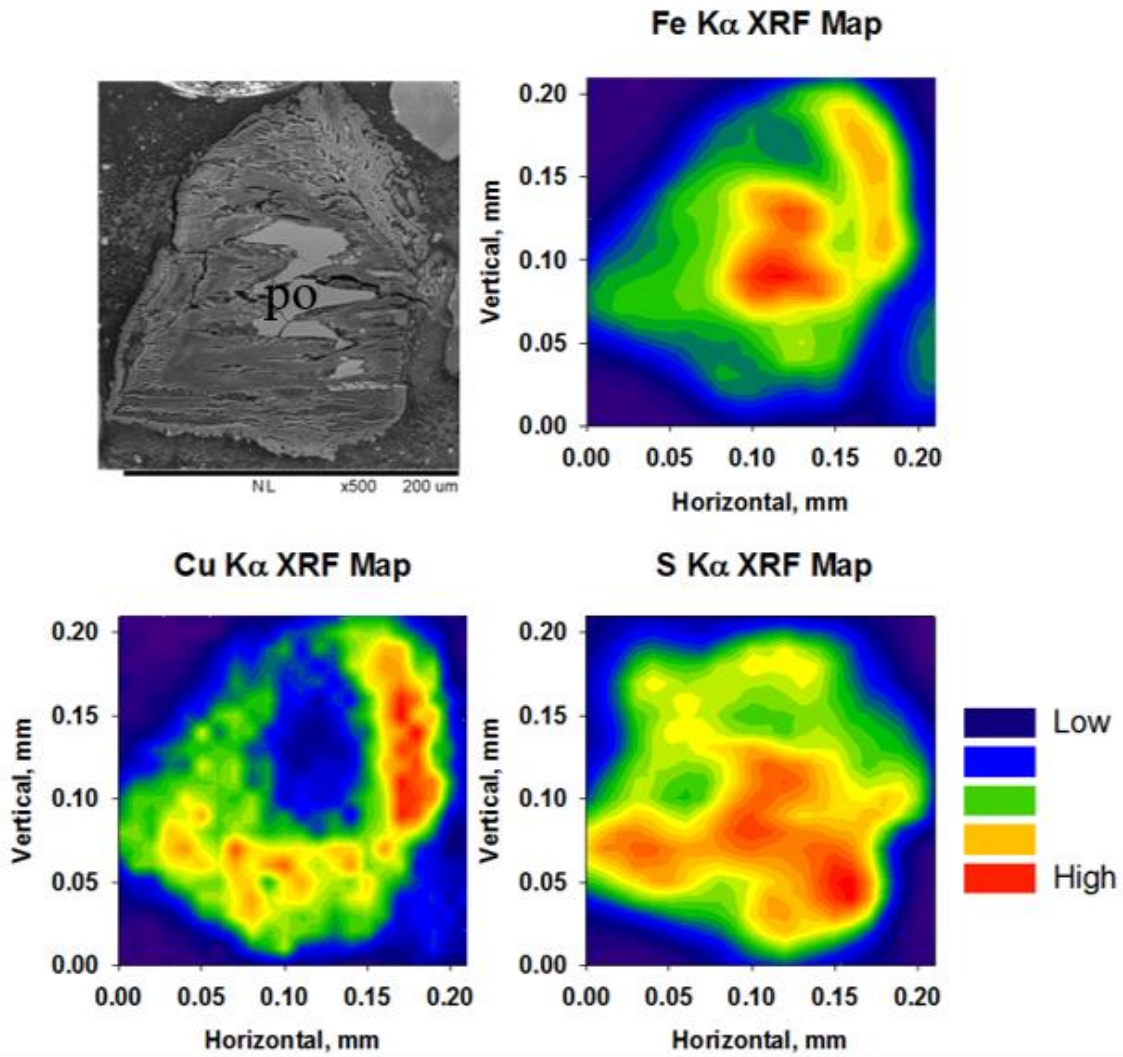 Fe Kα XRF Map
po
NL x500 200 um
Vertical, mm
0.20
0.15
0.10
0.05
0.00
0.00 0.05 0.10 0.15 0.20
Horizontal, mm
Cu Kα XRF Map
Vertical, mm
0.20
0.15
0.10
0.05
0.00
0.00 0.05 0.10 0.15 0.20
Horizontal, mm
S Kα XRF Map
Vertical, mm
0.20
0.15
0.10
0.05
0.00
0.00 0.05 0.10 0.15 0.20
Horizontal, mm
Low
High